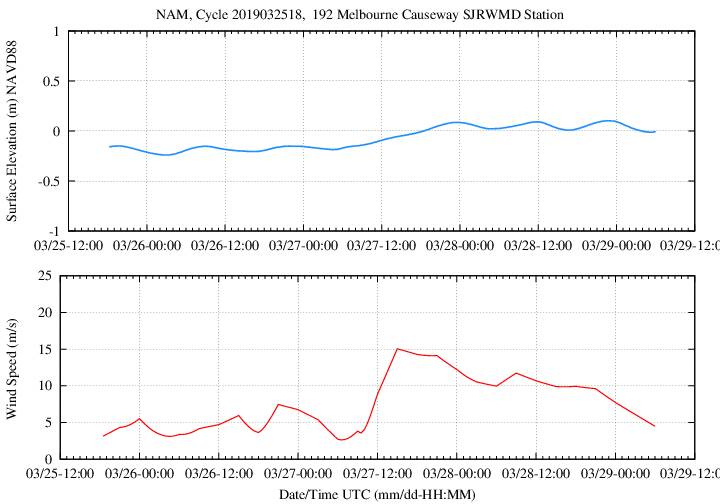 NAM, Cycle 2019032518,  192 Melbourne Causeway SJRWMD Station
Surface Elevation (m) NAVD88
1
0.5
0
-0.5
-1
03/25-12:00 03/26-00:00 03/26-12:00 03/27-00:00 03/27-12:00 03/28-00:00 03/28-12:00 03/29-00:00 03/29-12:0
Wind Speed (m/s)
25
20
15
10
5
0
03/25-12:00 03/26-00:00 03/26-12:00 03/27-00:00 03/27-12:00 03/28-00:00 03/28-12:00 03/29-00:00 03/29-12:0
Date/Time UTC (mm/dd-HH:MM)